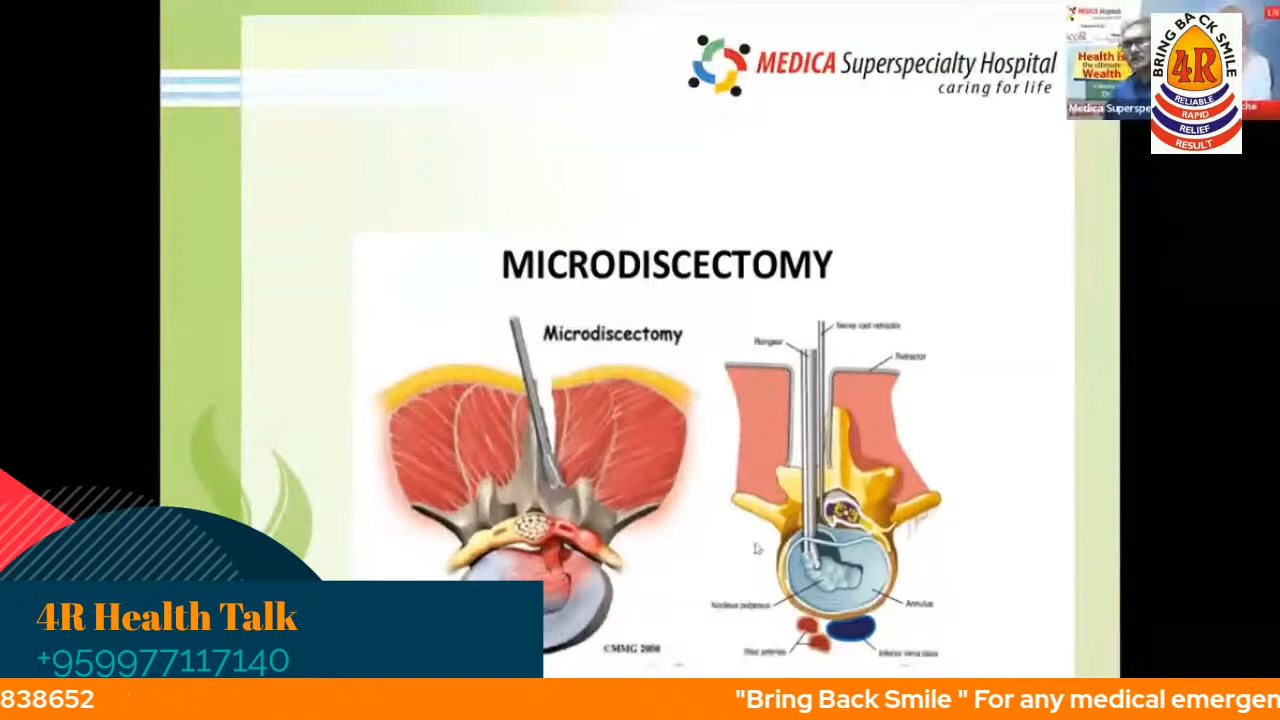 MEDICA Superspecialty Hospital
caring for life
MEDICA
Health is
the ultimate
Wealth
Medica Superspe
LIV
BRING BACK SMILE
4R
RELIABLE
RAPID
RELIEF
RESULT
MICRODISCECTOMY
Microdiscectomy
Nerve root retractor
Rongeur
Retractor
Nucleus pulposus
Annulus
Iliac arteries
Inferior vena cava
©MMG 2006
4R Health Talk
+959977117140
838652
"Bring Back Smile " For any medical emergen